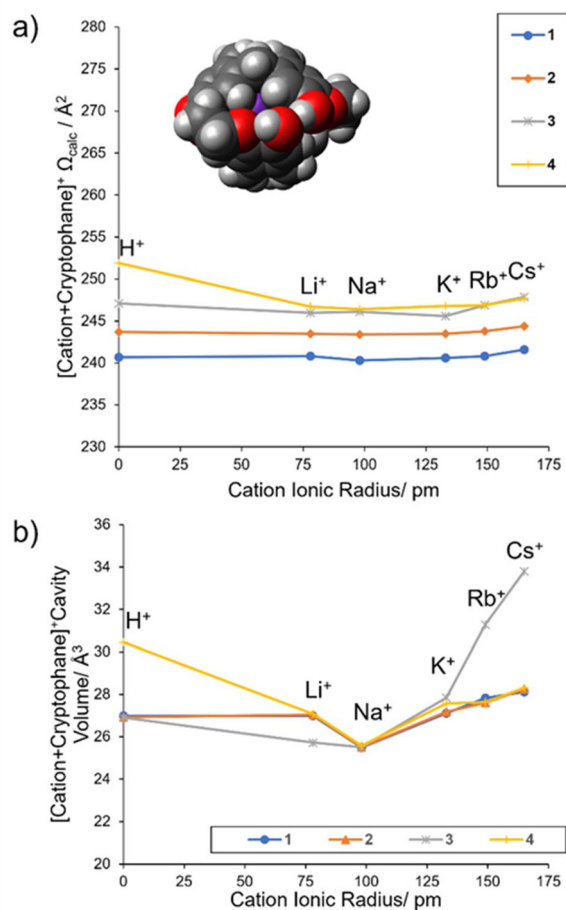 a)
280
275
270
265
260
255
250
245
240
235
230
[Cation+Cryptophane]⁺ Ω_calc / Å²
1
2
3
4
H⁺
Li⁺
Na⁺
K⁺
Rb⁺
Cs⁺
0 25 50 75 100 125 150 175
Cation Ionic Radius/ pm
b)
36
34
32
30
28
26
24
22
20
[Cation+Cryptophane]⁺Cavity
Volume/ Å³
H⁺
Li⁺
Na⁺
K⁺
Rb⁺
Cs⁺
1 2 3 4
0 25 50 75 100 125 150 175
Cation Ionic Radius/ pm